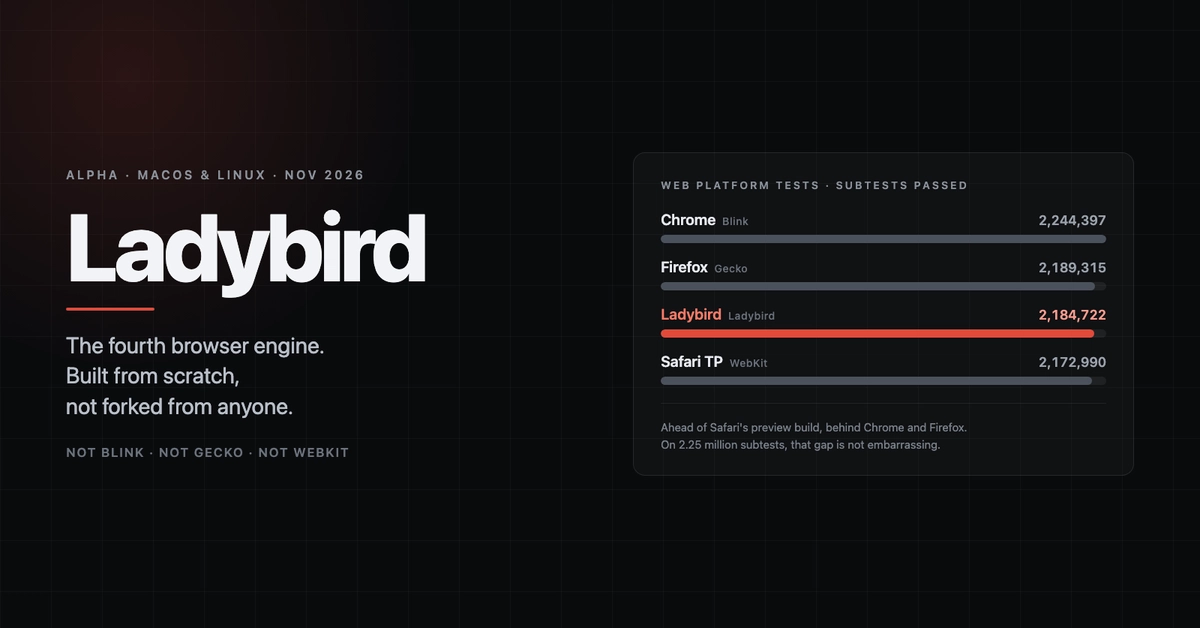 ALPHA · MACOS & LINUX · NOV 2026
Ladybird
The fourth browser engine.
Built from scratch,
not forked from anyone.
NOT BLINK · NOT GECKO · NOT WEBKIT
WEB PLATFORM TESTS · SUBTESTS PASSED
Chrome Blink 2,244,397
Firefox Gecko 2,189,315
Ladybird Ladybird 2,184,722
Safari TP WebKit 2,172,990
Ahead of Safari's preview build, behind Chrome and Firefox.
On 2.25 million subtests, that gap is not embarrassing.